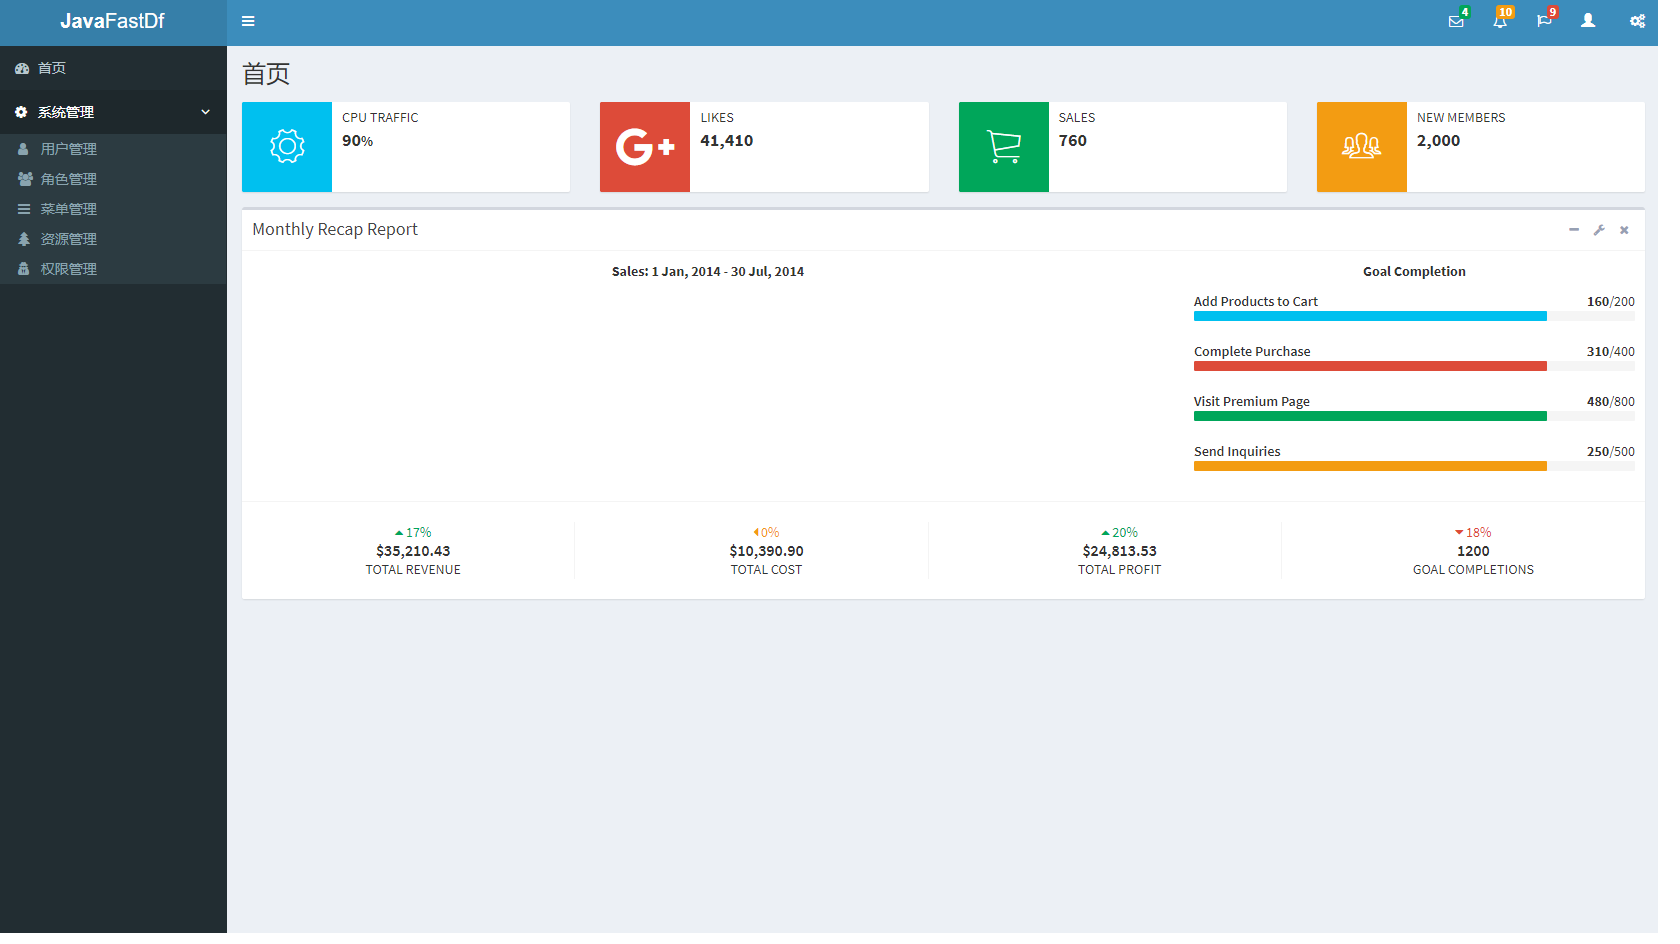 JavaFastDf
4
10
9
首页
系统管理
用户管理
角色管理
菜单管理
资源管理
权限管理
首页
CPU TRAFFIC
90%
G+
LIKES
41,410
SALES
760
NEW MEMBERS
2,000
Monthly Recap Report
Sales: 1 Jan, 2014 - 30 Jul, 2014
Goal Completion
Add Products to Cart 160/200
Complete Purchase 310/400
Visit Premium Page 480/800
Send Inquiries 250/500
17%
$35,210.43
TOTAL REVENUE
0%
$10,390.90
TOTAL COST
20%
$24,813.53
TOTAL PROFIT
18%
1200
GOAL COMPLETIONS